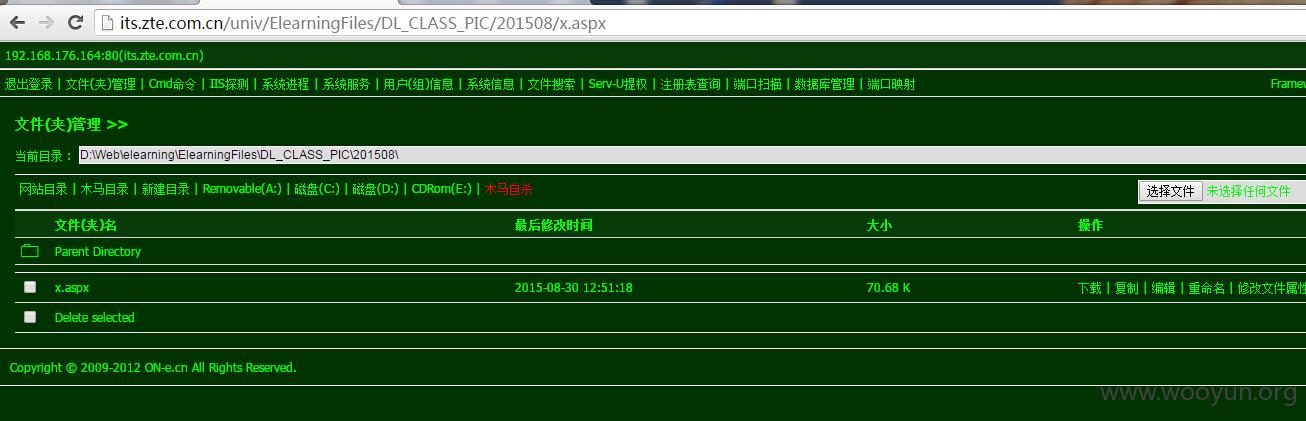 its.zte.com.cn/univ/ElearningFiles/DL_CLASS_PIC/201508/x.aspx
192.168.176.164:80(its.zte.com.cn)
退出登录 | 文件(夹)管理 | Cmd命令 | IIS探测 | 系统进程 | 系统服务 | 用户(组)信息 | 系统信息 | 文件搜索 | Serv-U提权 | 注册表查询 | 端口扫描 | 数据库管理 | 端口映射 Framew
文件(夹)管理 >>
当前目录： D:\Web\elearning\ElearningFiles\DL_CLASS_PIC\201508\
网站目录 | 木马目录 | 新建目录 | Removable(A:) | 磁盘(C:) | 磁盘(D:) | CDRom(E:) | 木马自杀 选择文件 未选择任何文件
文件(夹)名 最后修改时间 大小 操作
Parent Directory
x.aspx 2015-08-30 12:51:18 70.68 K 下载 | 复制 | 编辑 | 重命名 | 修改文件属性
Delete selected
Copyright © 2009-2012 ON-e.cn All Rights Reserved.
www.wooyun.org